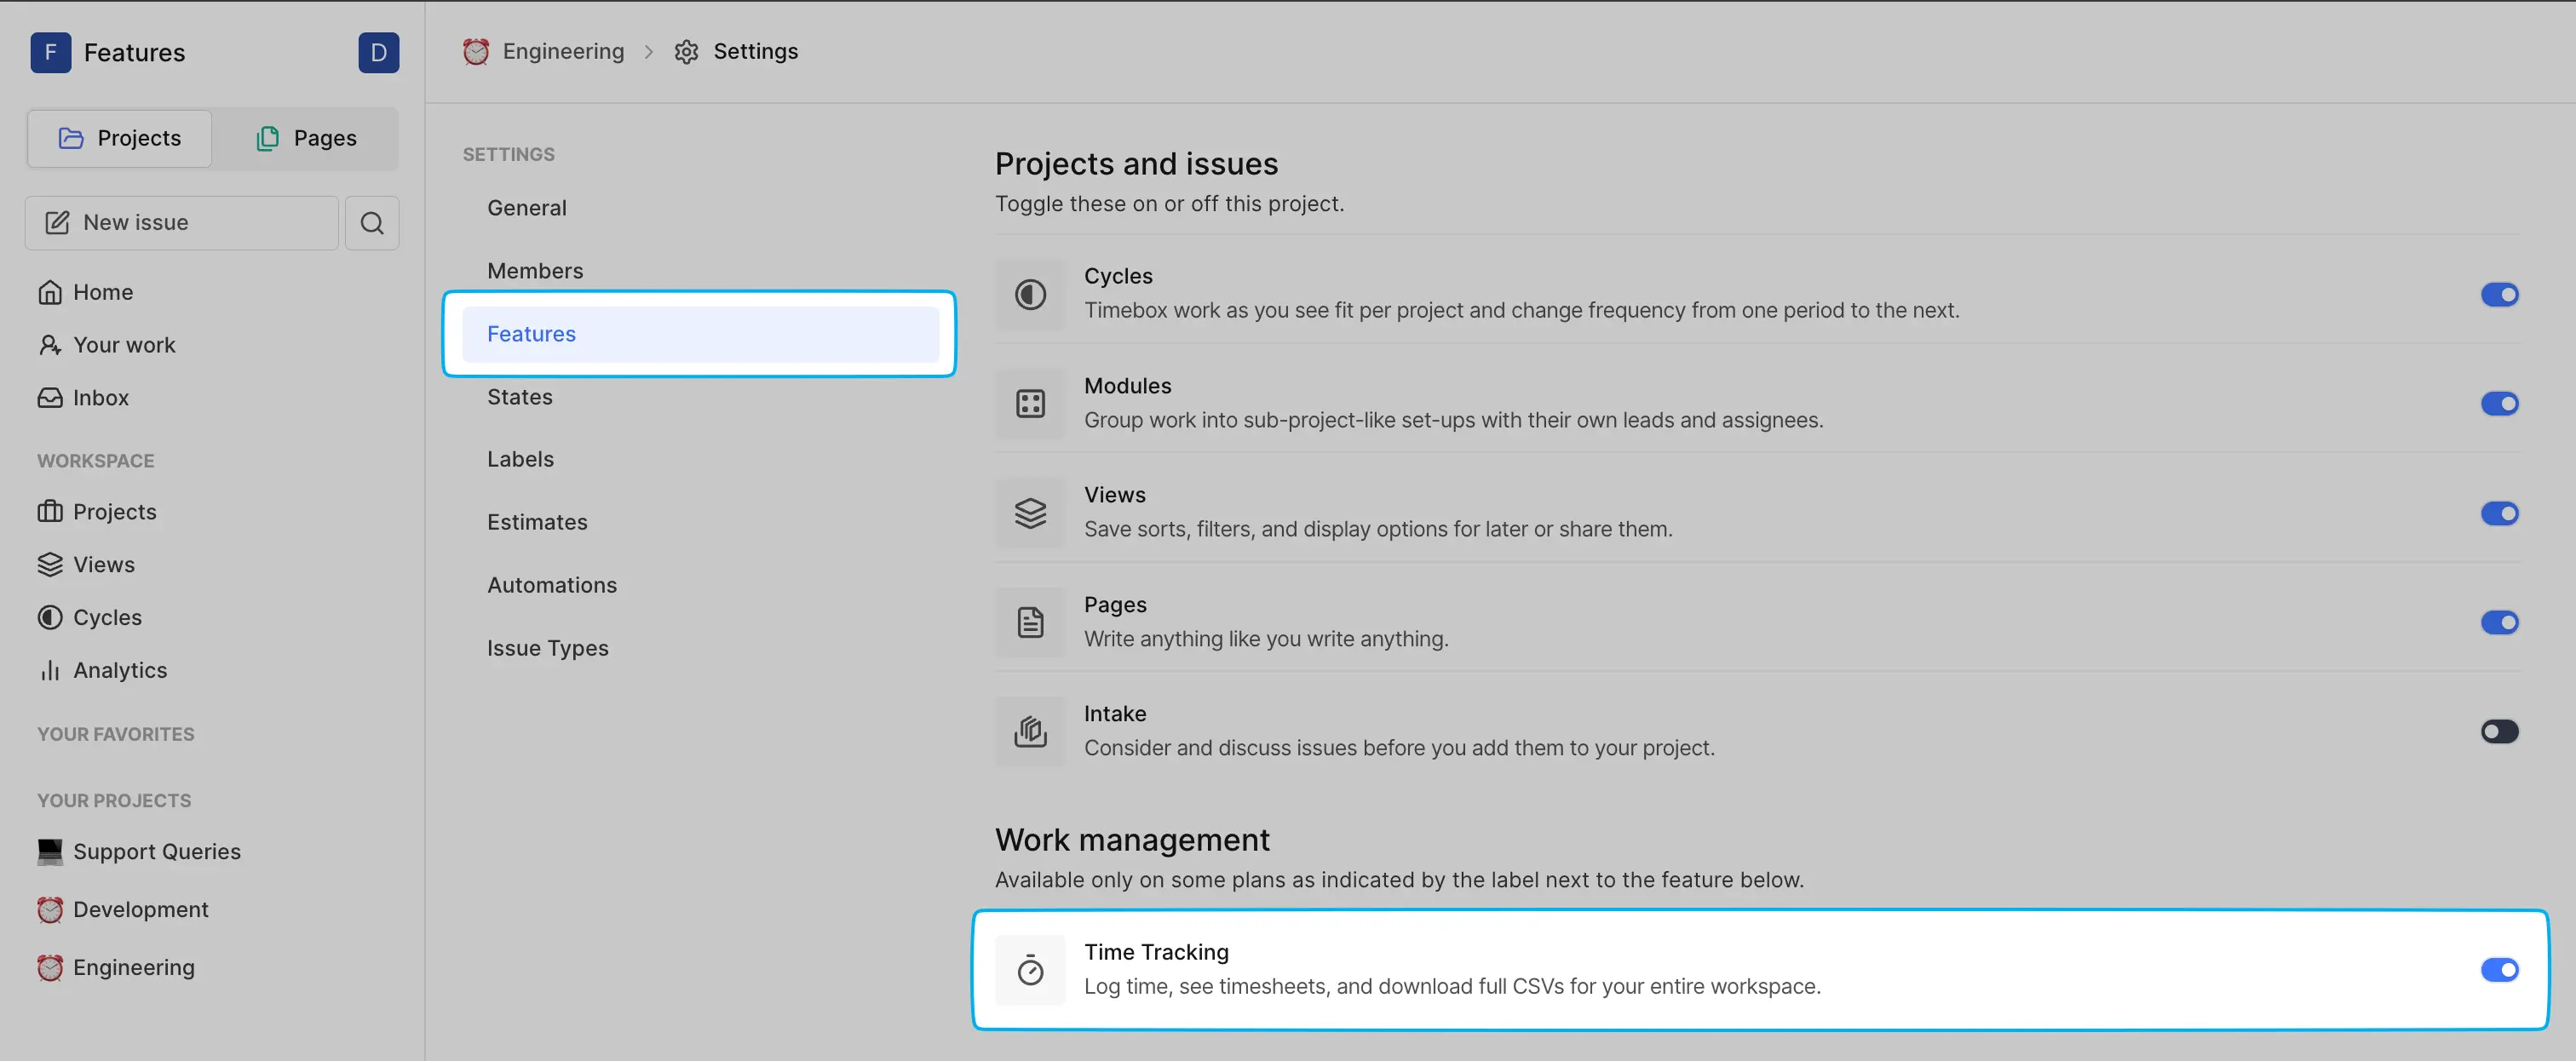 F Features D
Projects Pages
New issue
Home
Your work
Inbox
WORKSPACE
Projects
Views
Cycles
Analytics
YOUR FAVORITES
YOUR PROJECTS
Support Queries
Development
Engineering
Engineering Settings
SETTINGS
General
Members
Features
States
Labels
Estimates
Automations
Issue Types
Projects and issues
Toggle these on or off this project.
Cycles
Timebox work as you see fit per project and change frequency from one period to the next.
Modules
Group work into sub-project-like set-ups with their own leads and assignees.
Views
Save sorts, filters, and display options for later or share them.
Pages
Write anything like you write anything.
Intake
Consider and discuss issues before you add them to your project.
Work management
Available only on some plans as indicated by the label next to the feature below.
Time Tracking
Log time, see timesheets, and download full CSVs for your entire workspace.